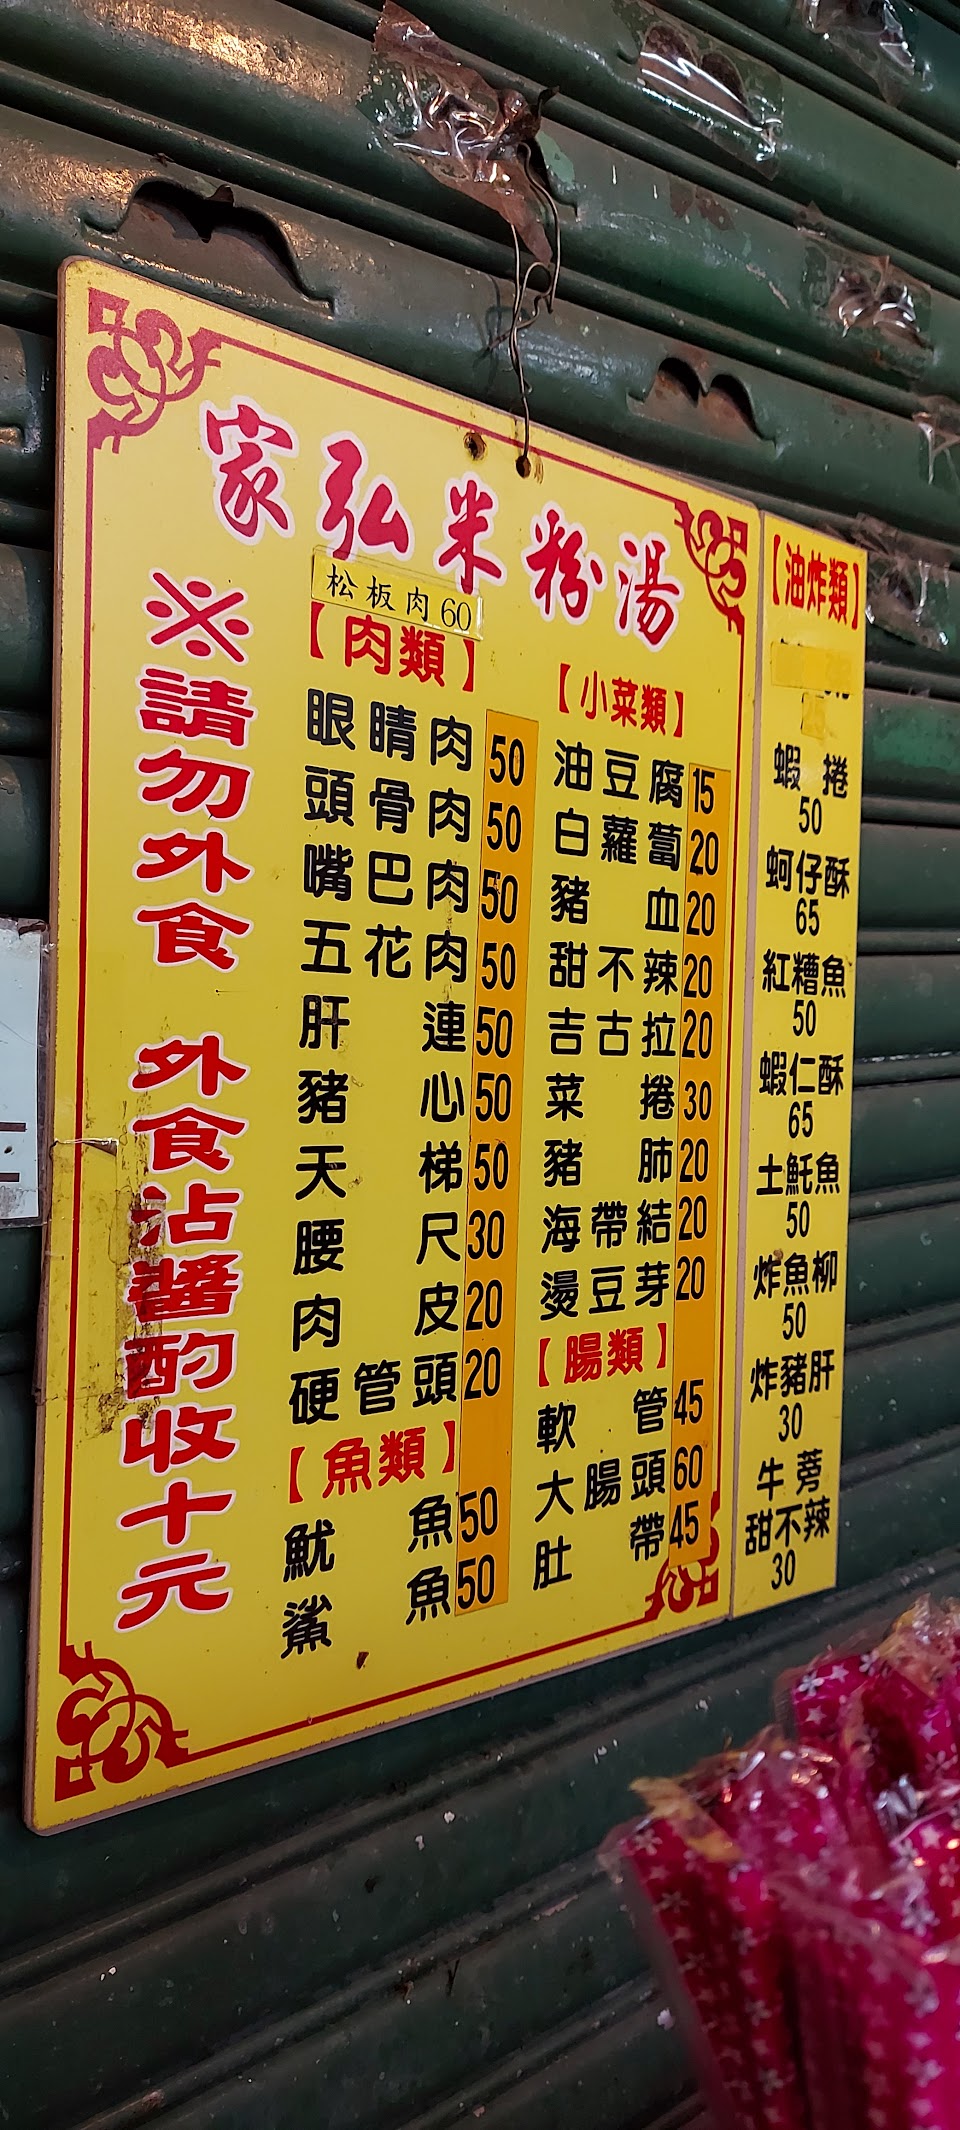 家弘米粉湯
※請勿外食 外食沾醬酌收十元
松板肉60
【肉類】
眼睛肉50
頭骨肉50
嘴巴肉50
五花肉50
肝連50
豬心50
天梯50
腰尺30
肉皮20
硬管頭20
【魚類】
魷魚50
鯊魚50
【小菜類】
油豆腐15
白蘿蔔20
豬血20
甜不辣20
吉古拉20
菜捲30
豬肺20
海帶結20
燙豆芽20
【腸類】
軟管45
大腸頭60
肚帶45
【油炸類】
蝦捲
50
蚵仔酥
65
紅糟魚
50
蝦仁酥
65
土魠魚
50
炸魚柳
50
炸豬肝
30
牛蒡
甜不辣
30